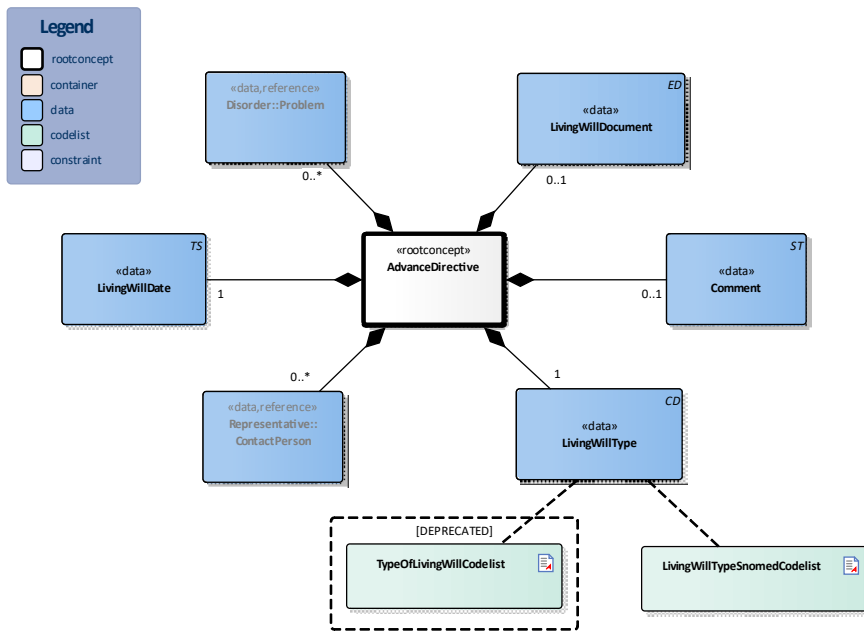 Legend
rootconcept
container
data
codelist
constraint
«data,reference»
Disorder::Problem
0..*
ED
«data»
LivingWillDocument
0..1
TS
«data»
LivingWillDate
1
«rootconcept»
AdvanceDirective
ST
«data»
Comment
0..1
0..*
«data,reference»
Representative::
ContactPerson
1
CD
«data»
LivingWillType
[DEPRECATED]
TypeOfLivingWillCodelist
LivingWillTypeSnomedCodelist